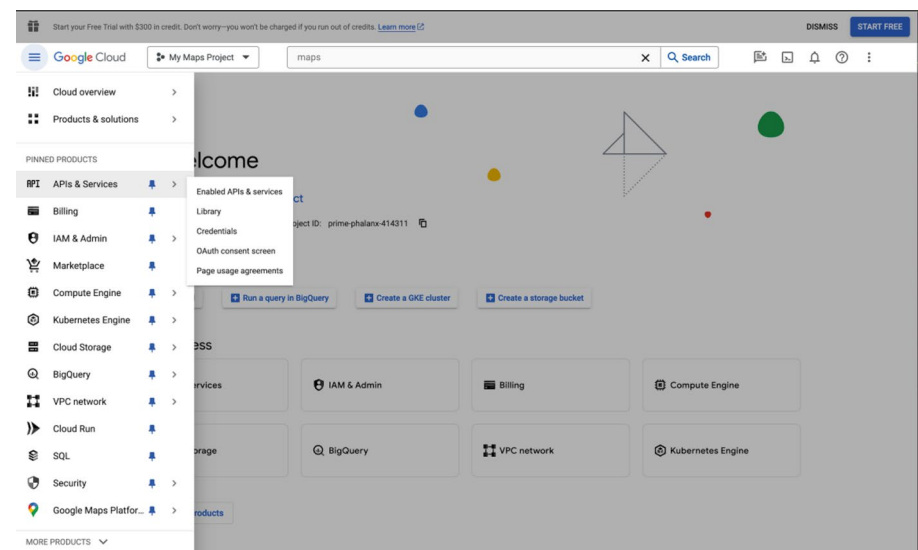 Start your Free Trial with $300 in credit. Don't worry—you won't be charged if you run out of credits. Learn more
DISMISS
START FREE
Google Cloud
My Maps Project
maps
Search
Cloud overview
Products & solutions
PINNED PRODUCTS
API APIs & Services
Billing
IAM & Admin
Marketplace
Compute Engine
Kubernetes Engine
Cloud Storage
BigQuery
VPC network
Cloud Run
SQL
Security
Google Maps Platfor...
MORE PRODUCTS
Enabled APIs & services
Library
Credentials
OAuth consent screen
Page usage agreements
elcome
ct
oject ID: prime-phalanx-414311
Run a query in BigQuery
Create a GKE cluster
Create a storage bucket
ess
ervices
IAM & Admin
Billing
Compute Engine
orage
BigQuery
VPC network
Kubernetes Engine
roducts